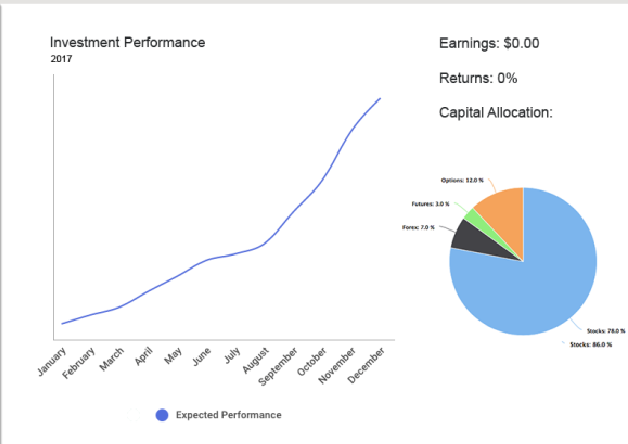 Investment Performance
2017
Earnings: $0.00
Returns: 0%
Capital Allocation:
Options: 12.0 %
Futures: 3.0 %
Forex: 7.0 %
Stocks: 78.0 %
Stocks: 86.0 %
January
February
March
April
May
June
July
August
September
October
November
December
Expected Performance